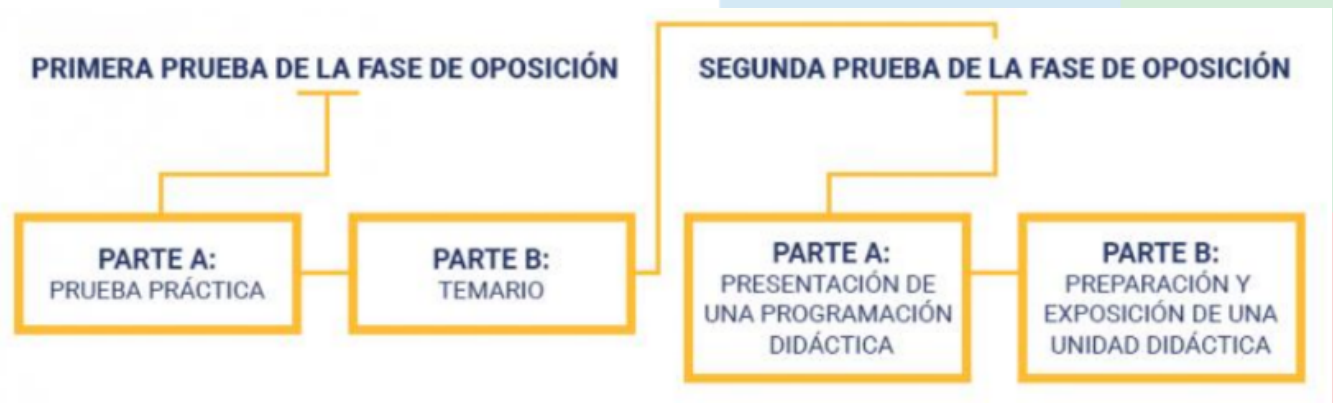 PRIMERA PRUEBA DE LA FASE DE OPOSICIÓN
PARTE A:
PRUEBA PRÁCTICA
PARTE B:
TEMARIO
SEGUNDA PRUEBA DE LA FASE DE OPOSICIÓN
PARTE A:
PRESENTACIÓN DE
UNA PROGRAMACIÓN
DIDÁCTICA
PARTE B:
PREPARACIÓN Y
EXPOSICIÓN DE UNA
UNIDAD DIDÁCTICA